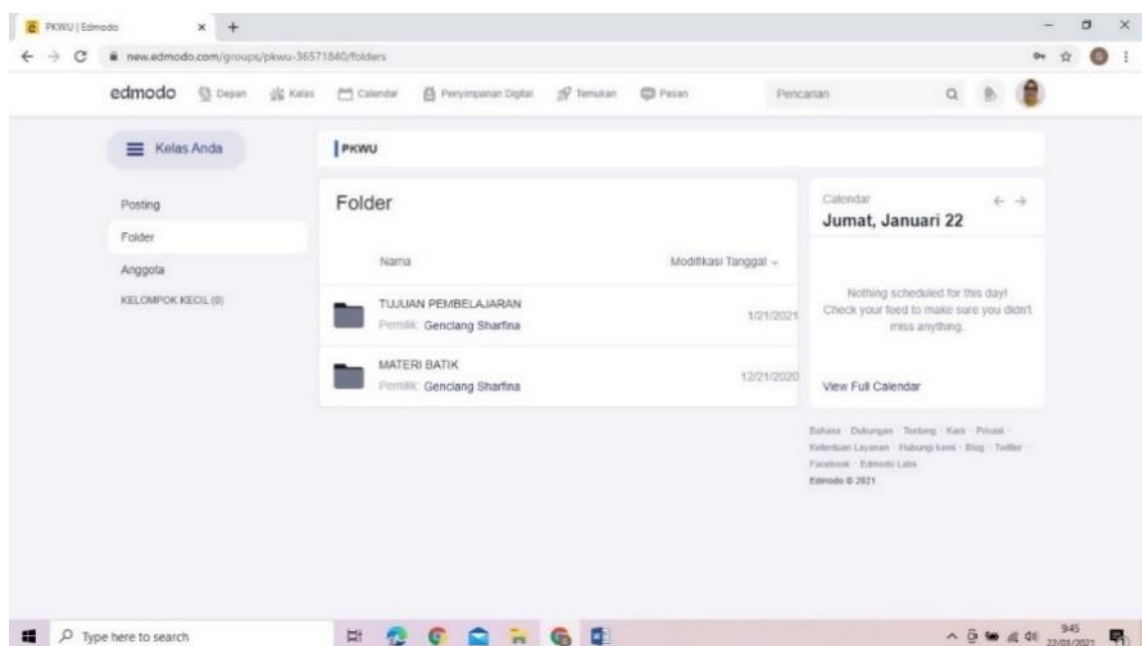 PKWU | Edmodo
new.edmodo.com/groups/pkwu-36571840/folders
edmodo Depan Kelas Calendar Penyimpanan Digital Temukan Pesan Pencarian
Kelas Anda
PKWU
Posting
Folder
Anggota
KELOMPOK KECIL (0)
Folder
Nama Modifikasi Tanggal
TUJUAN PEMBELAJARAN
Pemilik: Genclang Sharfina
1/21/2021
MATERI BATIK
Pemilik: Genclang Sharfina
12/21/2020
Calendar
Jumat, Januari 22
Nothing scheduled for this day!
Check your feed to make sure you didn't
miss anything.
View Full Calendar
Bahasa · Dukungan · Tentang · Karir · Privasi ·
Ketentuan Layanan · Hubungi kami · Blog · Twitter ·
Facebook · Edmodo Labs
Edmodo © 2021
Type here to search
9:45
22/01/2021